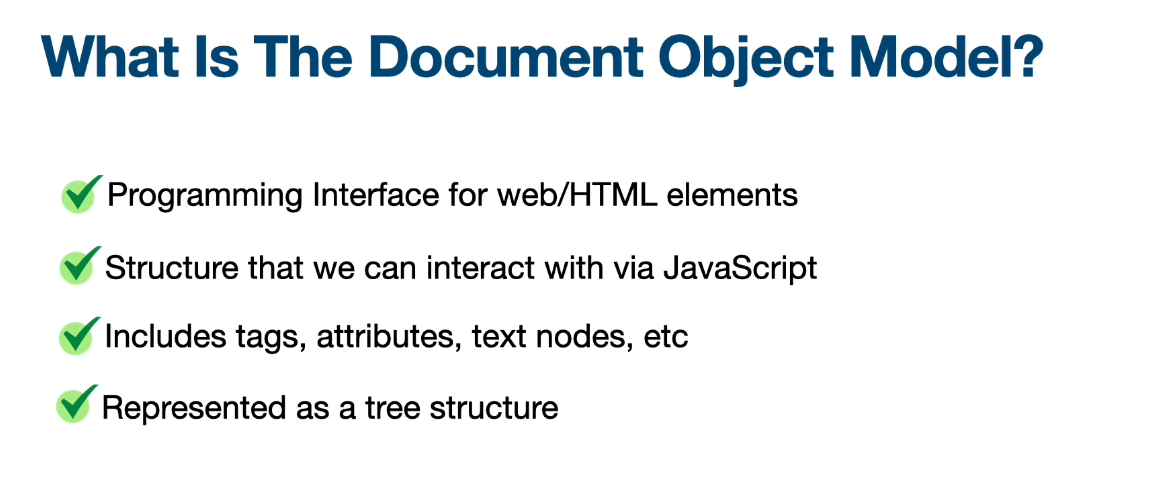 What Is The Document Object Model?
Programming Interface for web/HTML elements
Structure that we can interact with via JavaScript
Includes tags, attributes, text nodes, etc
Represented as a tree structure